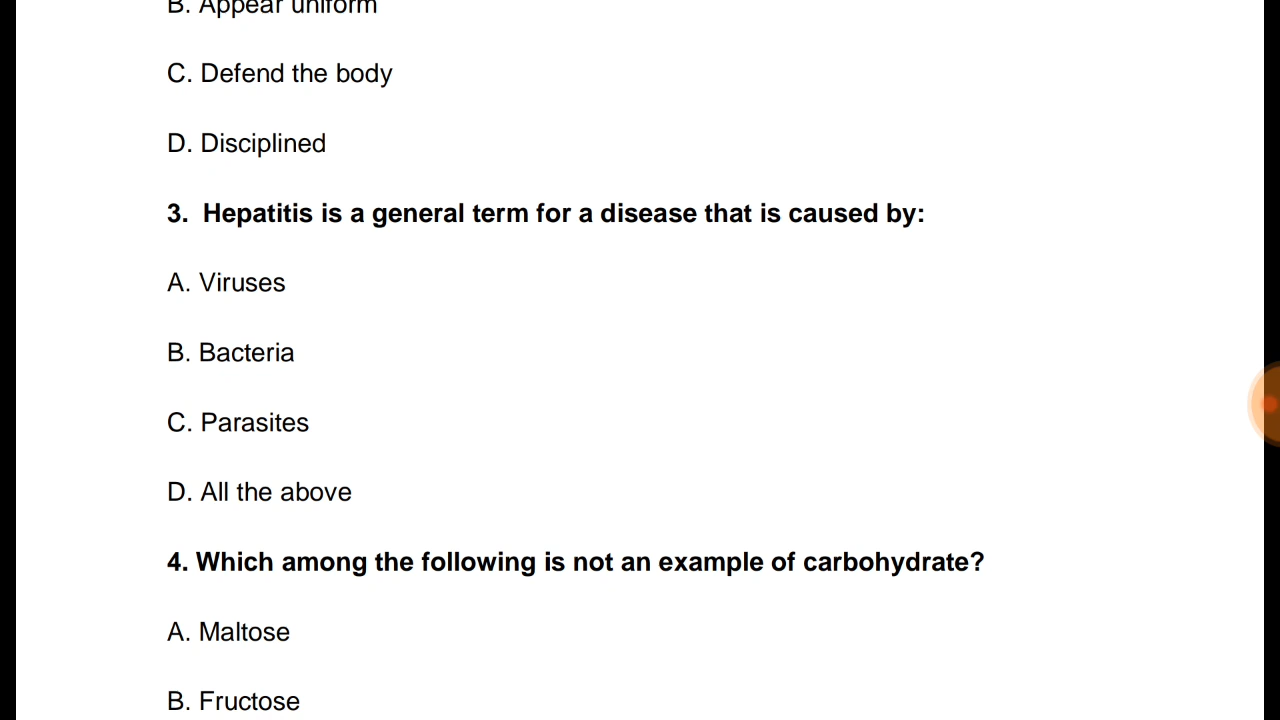 B. Appear uniform
C. Defend the body
D. Disciplined
3.  Hepatitis is a general term for a disease that is caused by:
A. Viruses
B. Bacteria
C. Parasites
D. All the above
4. Which among the following is not an example of carbohydrate?
A. Maltose
B. Fructose